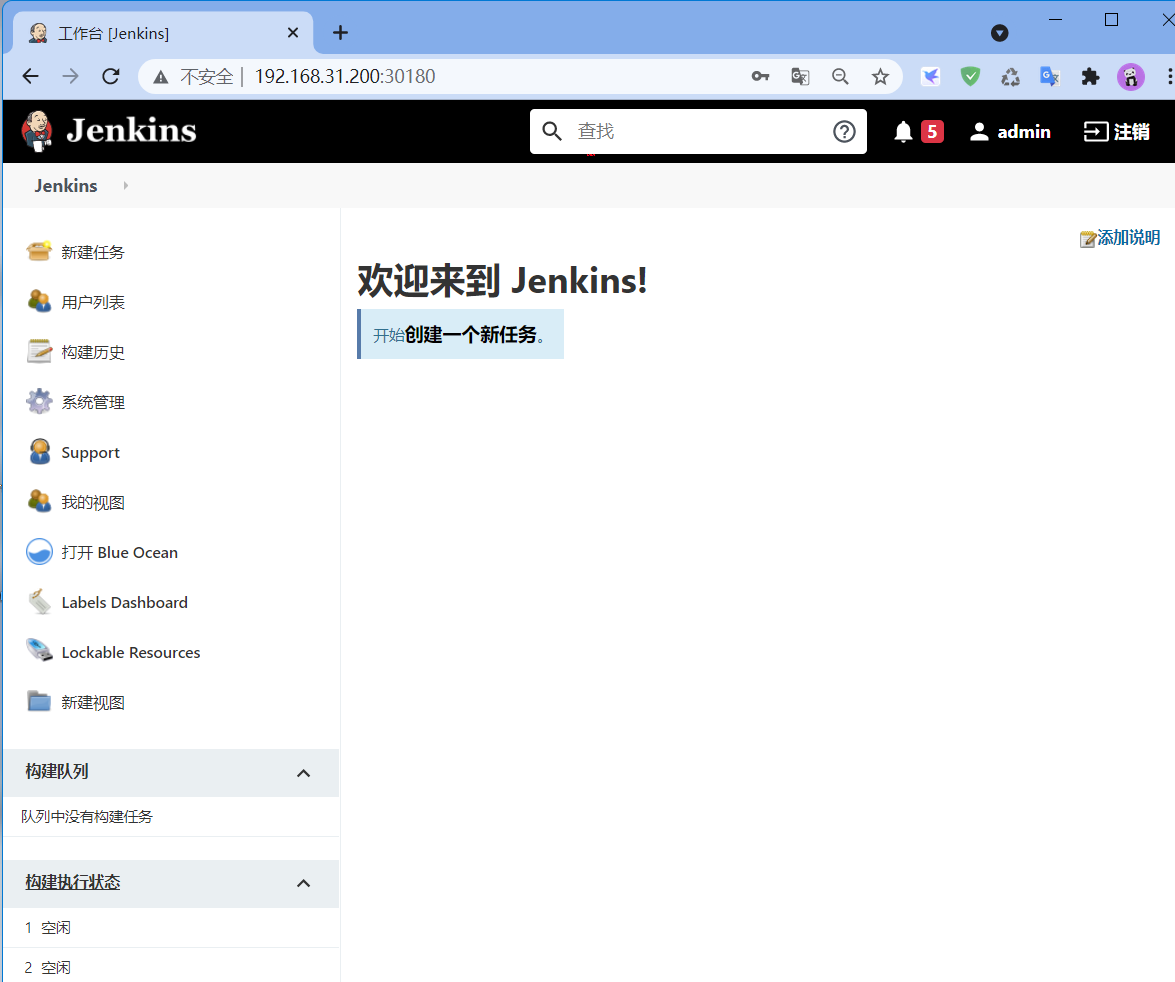 工作台 [Jenkins]
不安全 | 192.168.31.200:30180
Jenkins
查找
5
admin
注销
Jenkins
添加说明
新建任务
用户列表
构建历史
系统管理
Support
我的视图
打开 Blue Ocean
Labels Dashboard
Lockable Resources
新建视图
构建队列
队列中没有构建任务
构建执行状态
1 空闲
2 空闲
欢迎来到 Jenkins!
开始创建一个新任务。